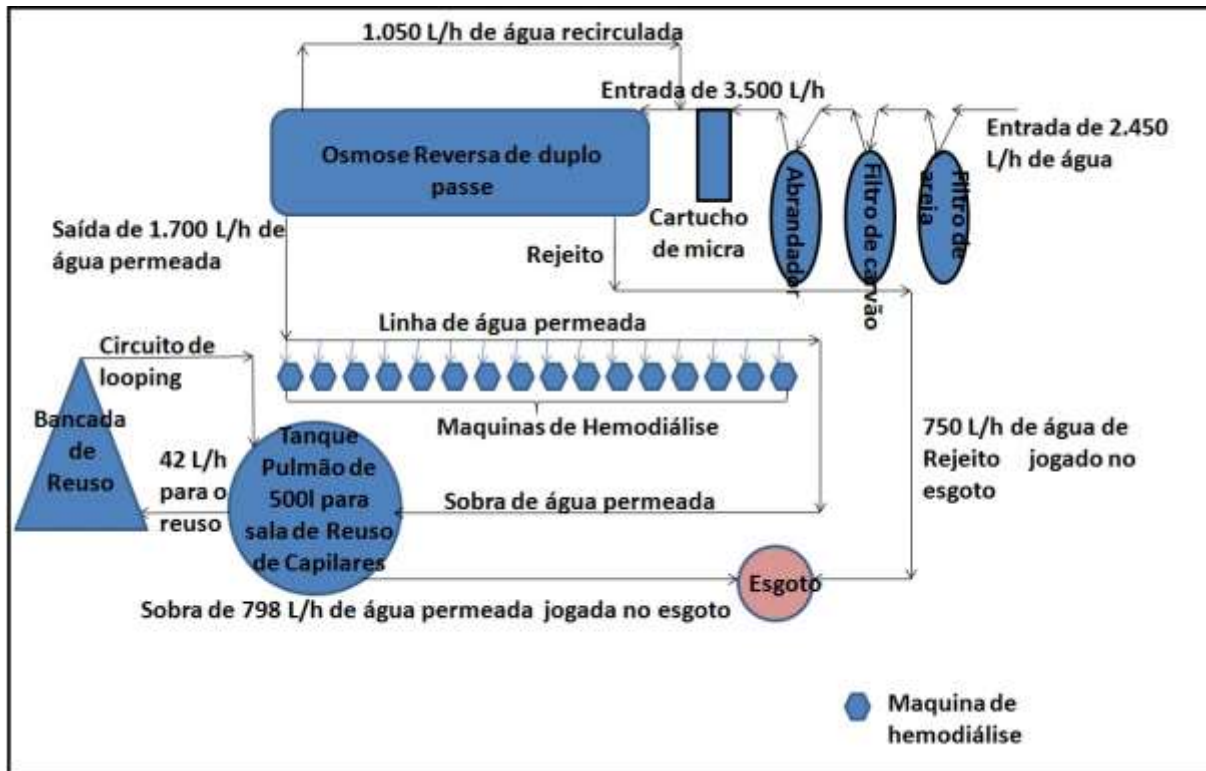 1.050 L/h de água recirculada
Entrada de 3.500 L/h
Entrada de 2.450
L/h de água
Osmose Reversa de duplo
passe
Cartucho
de micra
Abrandador
Filtro de carvão
Filtro de
areia
Saída de 1.700 L/h de
água permeada
Rejeito
Linha de água permeada
Circuito de
looping
Maquinas de Hemodiálise
Bancada
de
Reuso
42 L/h
para o
reuso
Tanque
Pulmão de
500l para
sala de Reuso
de Capilares
Sobra de água permeada
750 L/h de água de
Rejeito jogado no
esgoto
Esgoto
Sobra de 798 L/h de água permeada jogada no esgoto
Maquina de
hemodiálise